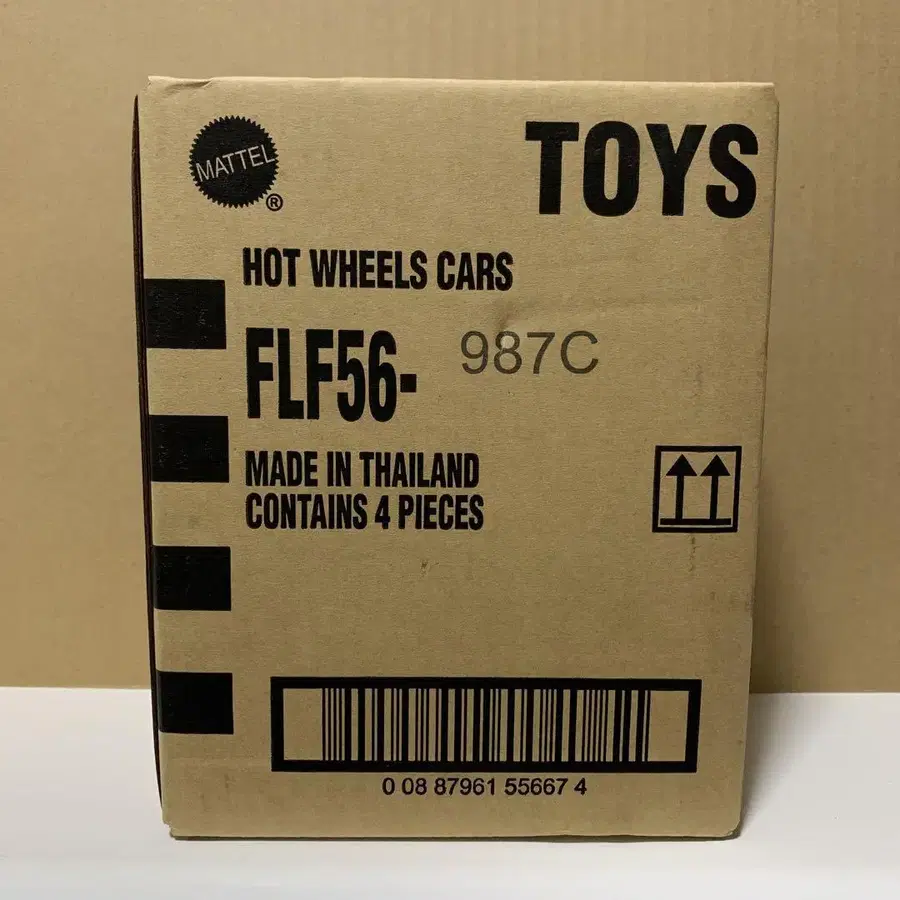 MATTEL
®
TOYS
HOT WHEELS CARS
FLF56- 987C
MADE IN THAILAND
CONTAINS 4 PIECES
0 08 87961 55667 4